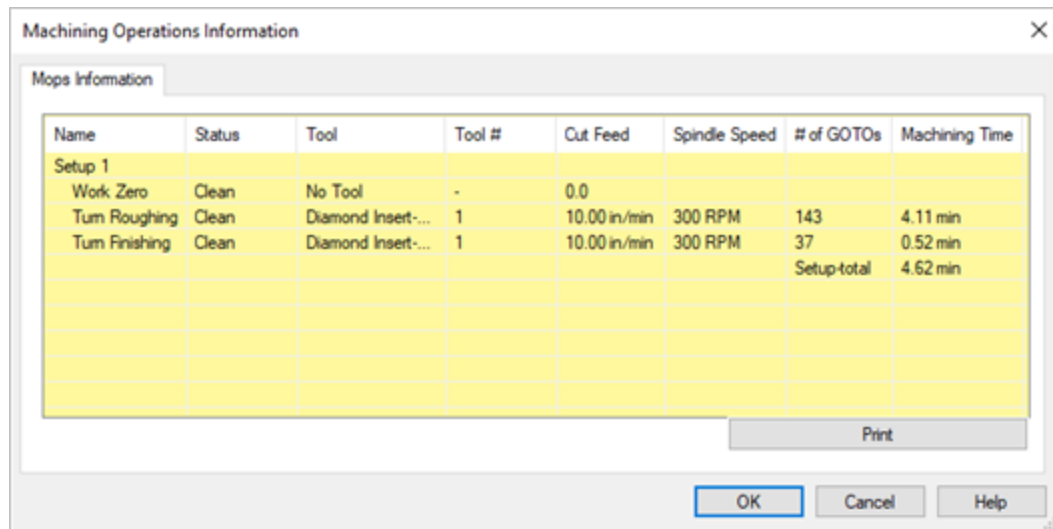 Machining Operations Information
Mops Information
Name Status Tool Tool # Cut Feed Spindle Speed # of GOTOs Machining Time
Setup 1
Work Zero Clean No Tool - 0.0
Turn Roughing Clean Diamond Insert-... 1 10.00 in/min 300 RPM 143 4.11 min
Turn Finishing Clean Diamond Insert-... 1 10.00 in/min 300 RPM 37 0.52 min
Setup-total 4.62 min
Print
OK Cancel Help